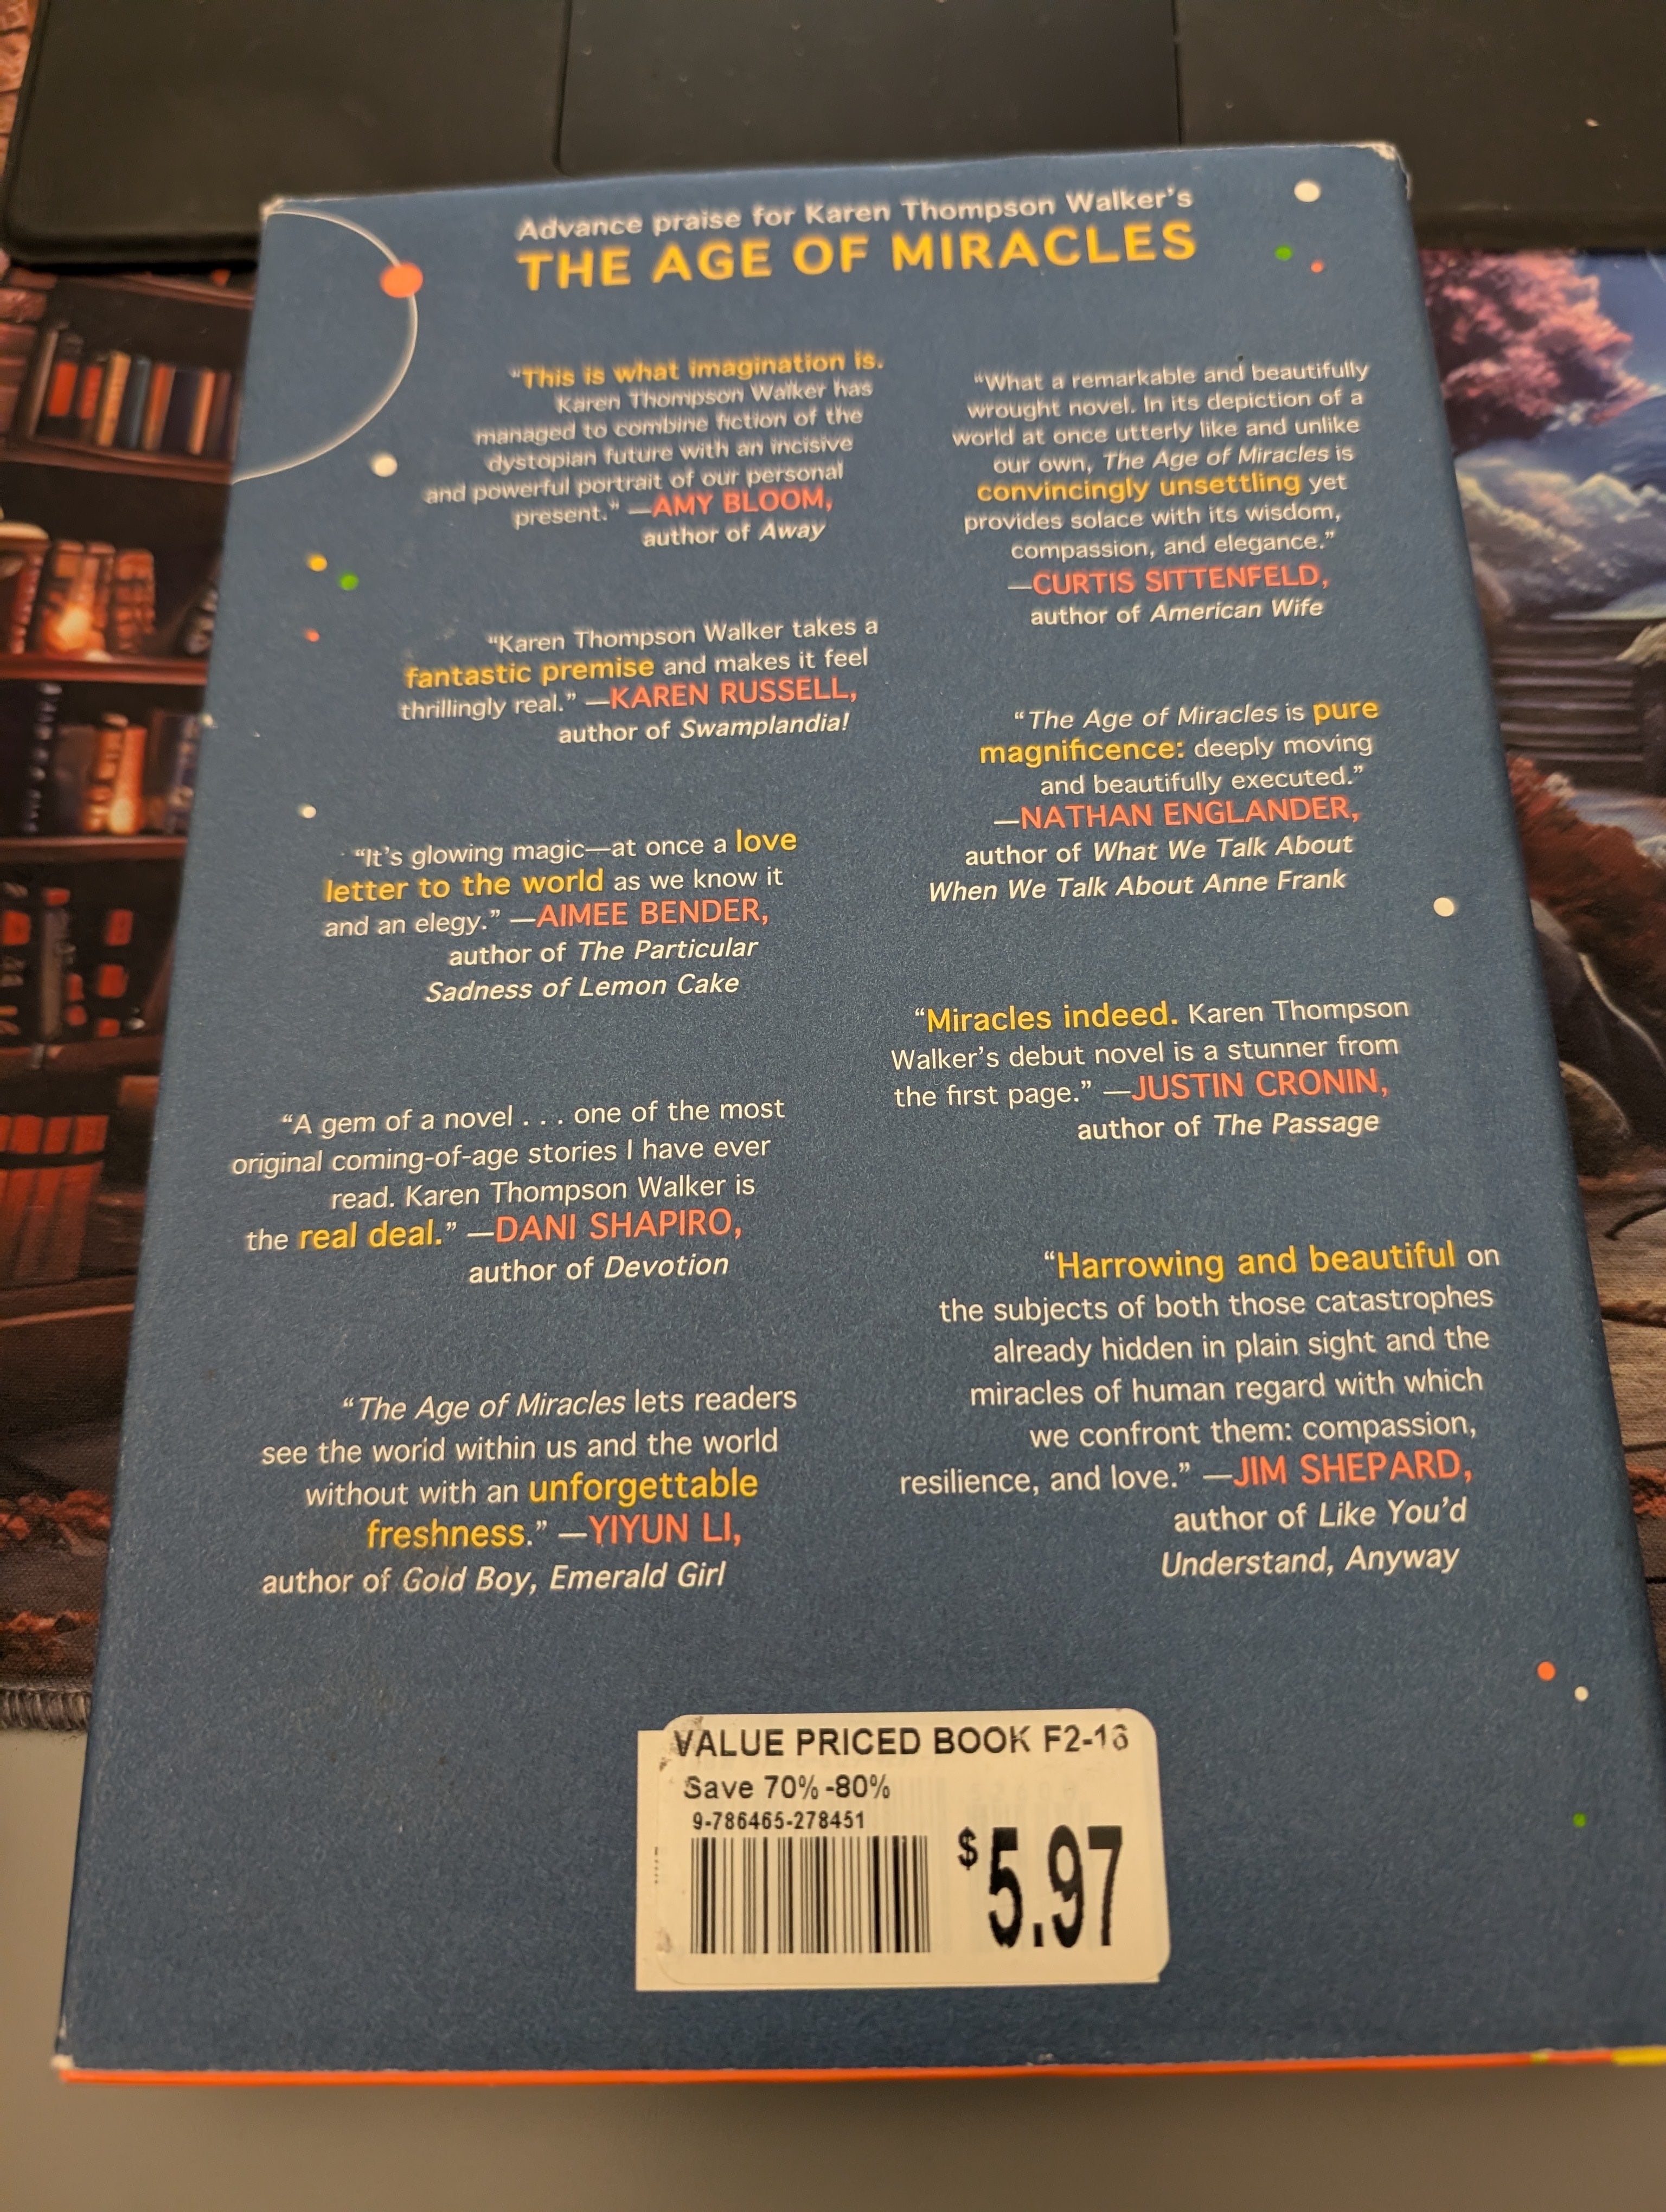 Advance praise for Karen Thompson Walker's
THE AGE OF MIRACLES
“This is what imagination is.
Karen Thompson Walker has
managed to combine fiction of the
dystopian future with an incisive
and powerful portrait of our personal
present.” —AMY BLOOM,
author of Away
“Karen Thompson Walker takes a
fantastic premise and makes it feel
thrillingly real.” —KAREN RUSSELL,
author of Swamplandia!
“It's glowing magic—at once a love
letter to the world as we know it
and an elegy.” —AIMEE BENDER,
author of The Particular
Sadness of Lemon Cake
“A gem of a novel . . . one of the most
original coming-of-age stories I have ever
read. Karen Thompson Walker is
the real deal.” —DANI SHAPIRO,
author of Devotion
“The Age of Miracles lets readers
see the world within us and the world
without with an unforgettable
freshness.” —YIYUN LI,
author of Gold Boy, Emerald Girl
“What a remarkable and beautifully
wrought novel. In its depiction of a
world at once utterly like and unlike
our own, The Age of Miracles is
convincingly unsettling yet
provides solace with its wisdom,
compassion, and elegance.”
—CURTIS SITTENFELD,
author of American Wife
“The Age of Miracles is pure
magnificence: deeply moving
and beautifully executed.”
—NATHAN ENGLANDER,
author of What We Talk About
When We Talk About Anne Frank
“Miracles indeed. Karen Thompson
Walker's debut novel is a stunner from
the first page.” —JUSTIN CRONIN,
author of The Passage
“Harrowing and beautiful on
the subjects of both those catastrophes
already hidden in plain sight and the
miracles of human regard with which
we confront them: compassion,
resilience, and love.” —JIM SHEPARD,
author of Like You'd
Understand, Anyway
VALUE PRICED BOOK F2-16
Save 70% -80%
9-786465-278451
$5.97